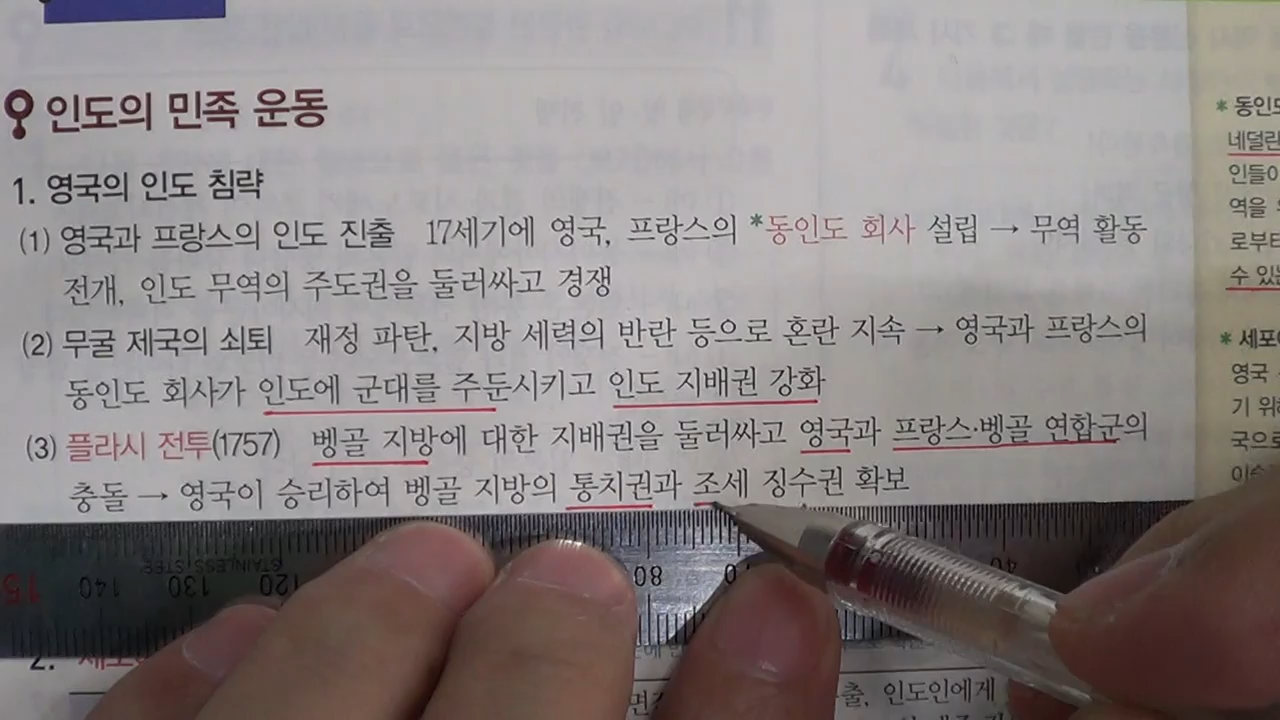 인도의 민족 운동
1. 영국의 인도 침략
(1) 영국과 프랑스의 인도 진출 17세기에 영국, 프랑스의 *동인도 회사 설립 → 무역 활동
전개, 인도 무역의 주도권을 둘러싸고 경쟁
(2) 무굴 제국의 쇠퇴 재정 파탄, 지방 세력의 반란 등으로 혼란 지속 → 영국과 프랑스의
동인도 회사가 인도에 군대를 주둔시키고 인도 지배권 강화
(3) 플라시 전투(1757) 벵골 지방에 대한 지배권을 둘러싸고 영국과 프랑스·벵골 연합군의
충돌 → 영국이 승리하여 벵골 지방의 통치권과 조세 징수권 확보
* 동인도
네덜란
인들이
역을
로부터
수 있는
* 세포이
영국
기 위
국으로
STAINLESS STEEL
140 130 120 80 40
2.
출, 인도인에게